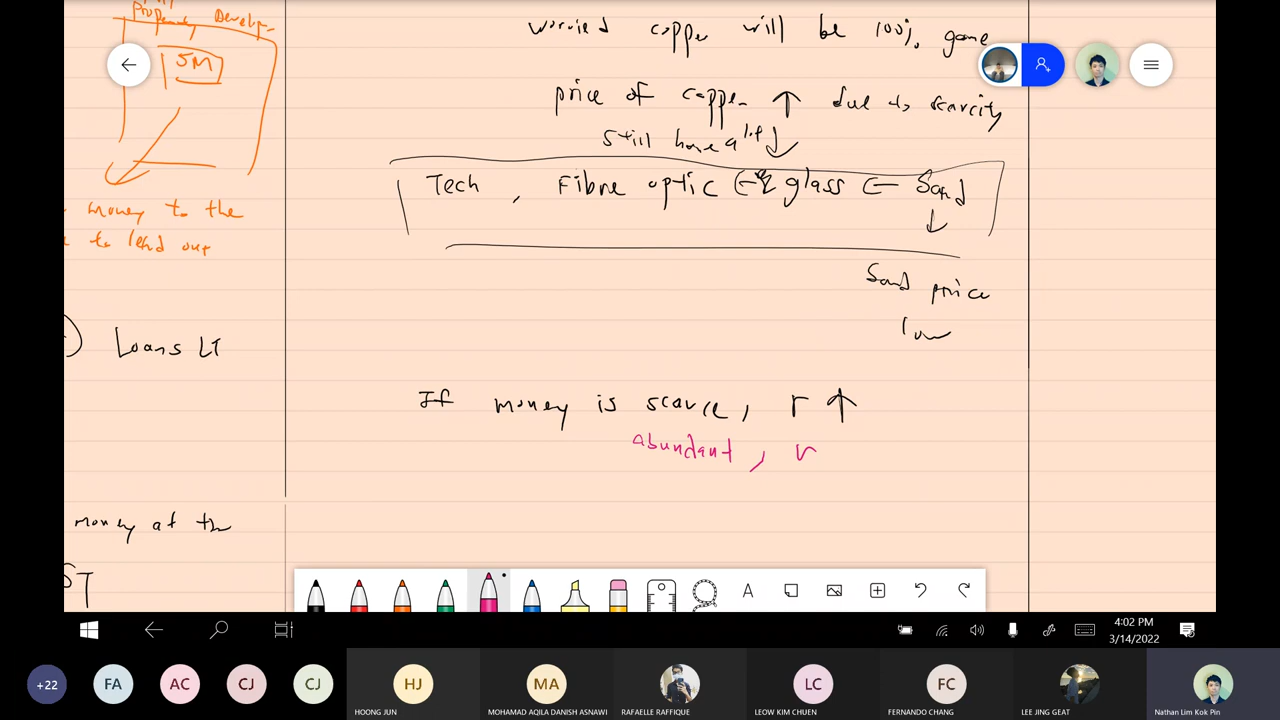 Property Develop-
5M
money to the
to lend out
Loans LT
money at the
ST
worried copper will be 100% gone
price of copper ↑ due to scarcity
still have a lot ↓
Tech , Fibre optic ← glass ← Sand
↓
Sand price
low
If money is scarce, r ↑
abundant, r
A
4:02 PM
3/14/2022
+22
FA
AC
CJ
CJ
HJ
HOONG JUN
MA
MOHAMAD AQILA DANISH ASNAWI
RAFAELLE RAFFIQUE
LC
LEOW KIM CHUEN
FC
FERNANDO CHANG
LEE JING GEAT
Nathan Lim Kok Pin